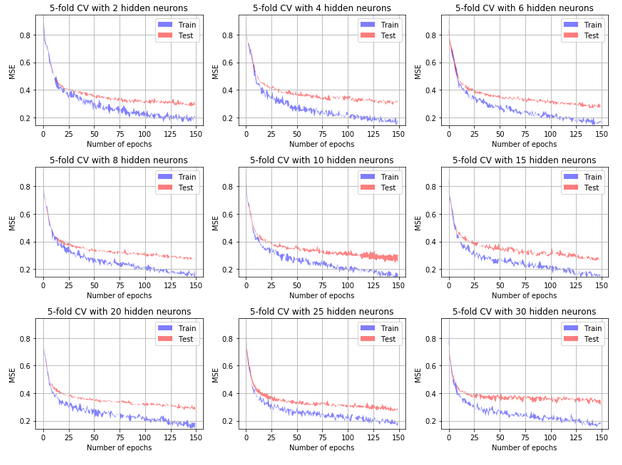 5-fold CV with 2 hidden neurons
5-fold CV with 4 hidden neurons
5-fold CV with 6 hidden neurons
Train
Test
Train
Test
Train
Test
MSE
0.8
0.6
0.4
0.2
MSE
0.8
0.6
0.4
0.2
MSE
0.8
0.6
0.4
0.2
0 25 50 75 100 125 150
0 25 50 75 100 125 150
0 25 50 75 100 125 150
Number of epochs
Number of epochs
Number of epochs
5-fold CV with 8 hidden neurons
5-fold CV with 10 hidden neurons
5-fold CV with 15 hidden neurons
Train
Test
Train
Test
Train
Test
MSE
0.8
0.6
0.4
0.2
MSE
0.8
0.6
0.4
0.2
MSE
0.8
0.6
0.4
0.2
0 25 50 75 100 125 150
0 25 50 75 100 125 150
0 25 50 75 100 125 150
Number of epochs
Number of epochs
Number of epochs
5-fold CV with 20 hidden neurons
5-fold CV with 25 hidden neurons
5-fold CV with 30 hidden neurons
Train
Test
Train
Test
Train
Test
MSE
0.8
0.6
0.4
0.2
MSE
0.8
0.6
0.4
0.2
MSE
0.8
0.6
0.4
0.2
0 25 50 75 100 125 150
0 25 50 75 100 125 150
0 25 50 75 100 125 150
Number of epochs
Number of epochs
Number of epochs